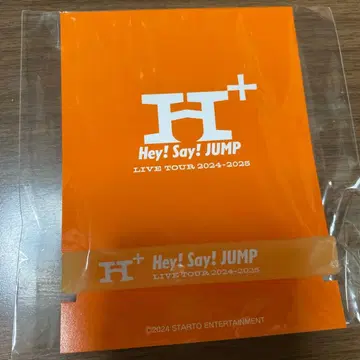 H+
Hey! Say! JUMP
LIVE TOUR 2024-2025
H+ Hey! Say! JUMP
LIVE TOUR 2024-2025
©2024 STARTO ENTERTAINMENT